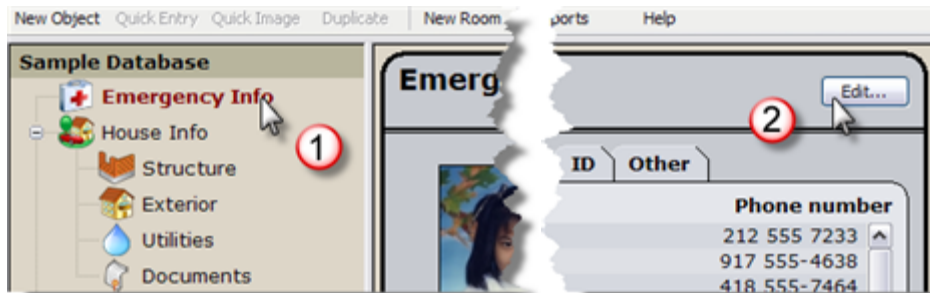 New Object Quick Entry Quick Image Duplicate New Room ports Help
Sample Database
Emergency Info
House Info
Structure
Exterior
Utilities
Documents
1
Emerg
Edit...
2
ID Other
Phone number
212 555 7233
917 555-4638
418 555-7464